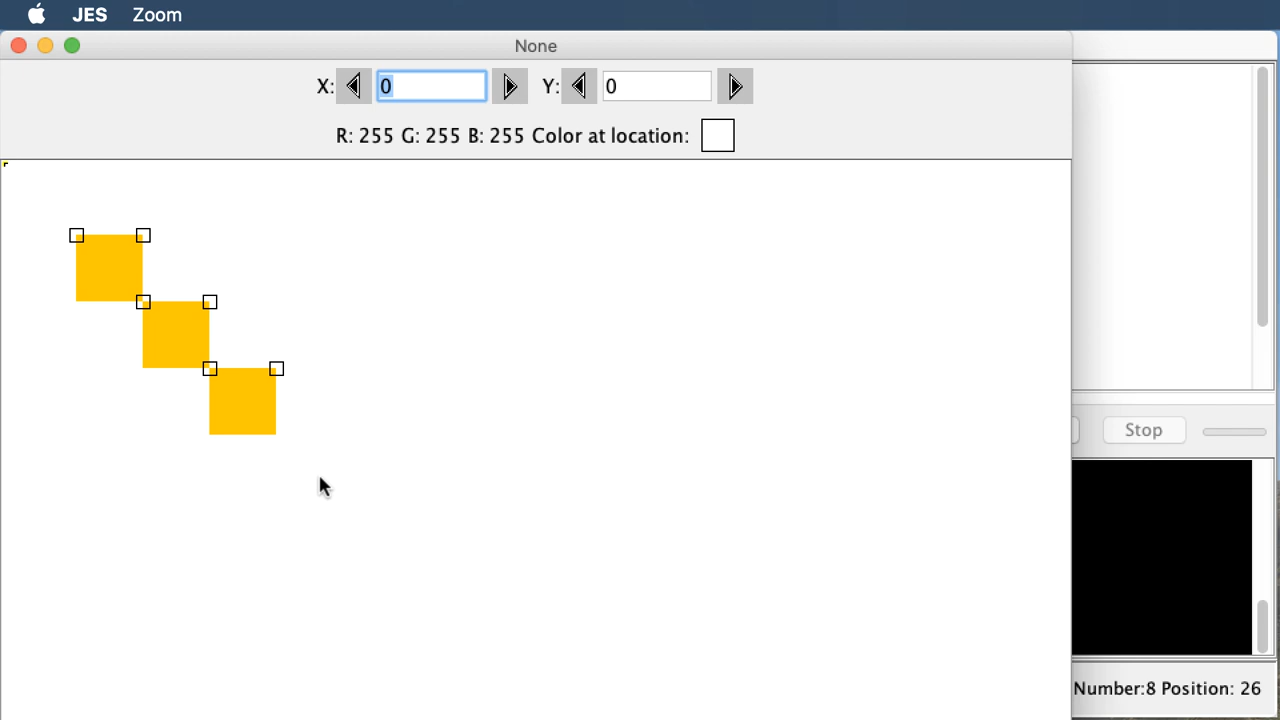 JES Zoom
None
X: 0 Y: 0
R: 255 G: 255 B: 255 Color at location:
Stop
Number:8 Position: 26